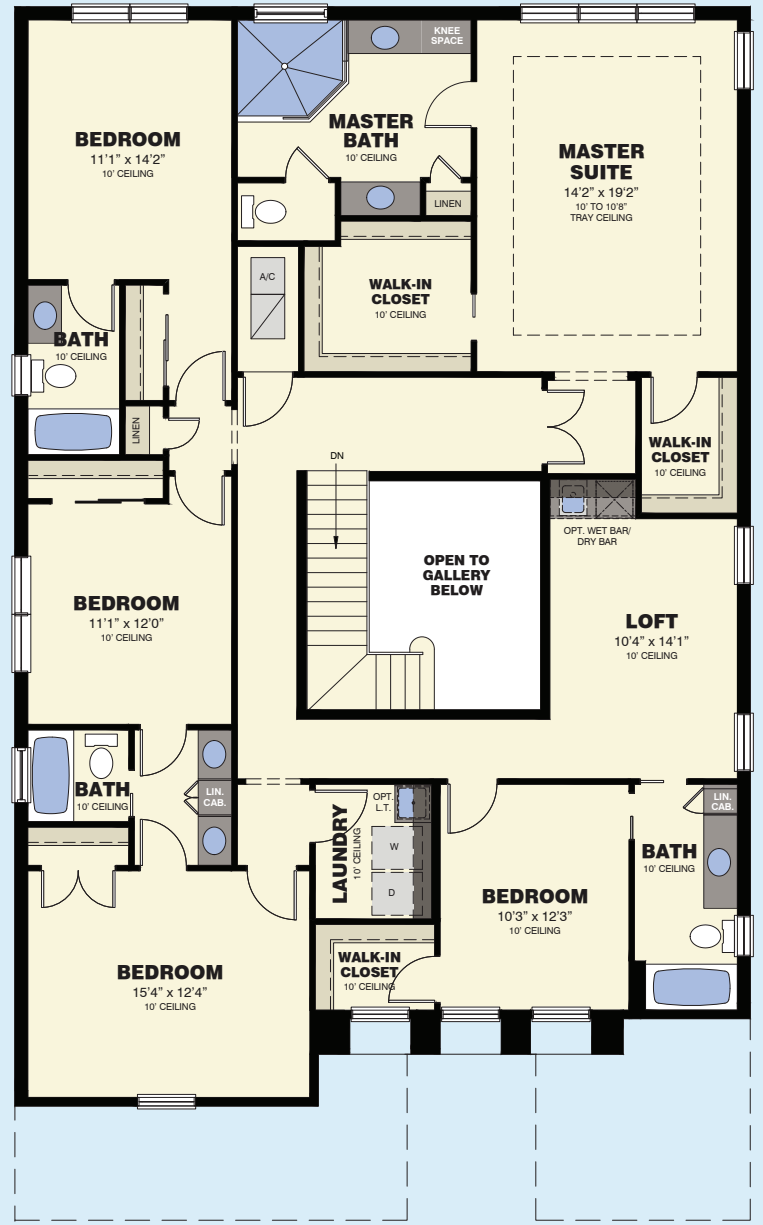 KNEE
SPACE
BEDROOM
11'1" x 14'2"
10' CEILING
MASTER
BATH
10' CEILING
MASTER
SUITE
14'2" x 19'2"
10' TO 10'8"
TRAY CEILING
LINEN
A/C
WALK-IN
CLOSET
10' CEILING
BATH
10' CEILING
LINEN
WALK-IN
CLOSET
10' CEILING
DN
OPT. WET BAR/
DRY BAR
OPEN TO
GALLERY
BELOW
BEDROOM
11'1" x 12'0"
10' CEILING
LOFT
10'4" x 14'1"
10' CEILING
BATH
10' CEILING
LIN.
CAB.
OPT.
L.T.
LAUNDRY
10' CEILING
W
D
LIN.
CAB.
BATH
10' CEILING
BEDROOM
10'3" x 12'3"
10' CEILING
WALK-IN
CLOSET
10' CEILING
BEDROOM
15'4" x 12'4"
10' CEILING